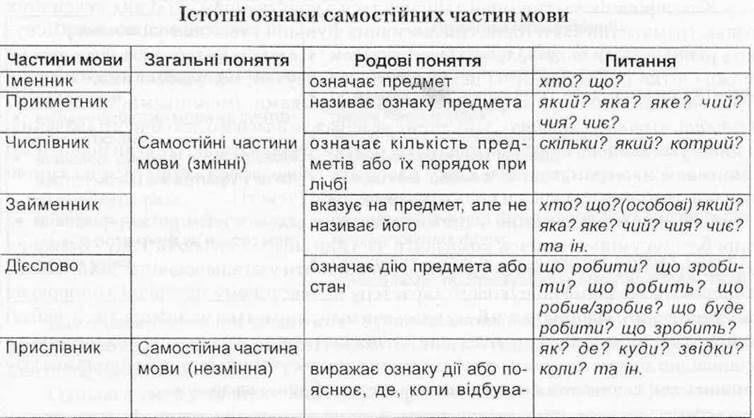 Істотні ознаки самостійних частин мови
Частини мови Загальні поняття Родові поняття Питання
Іменник означає предмет хто? що?
Прикметник називає ознаку предмета який? яка? яке? чий?
чия? чиє?
Числівник Самостійні частини означає кількість пред- скільки? який? котрий?
мови (змінні) метів або їх порядок при
лічбі
Займенник вказує на предмет, але не хто? що?(особові) який?
називає його яка? яке? чий? чия? чиє?
та ін.
Дієслово означає дію предмета або що робити? що зроби-
стан ти? що робить? що
робив?зробив? що буде
робити? що зробить?
Прислівник Самостійна частина як? де? куди? звідки?
мови (незмінна) виражає ознаку дії або по- коли? та ін.
яснює, де, коли відбува-